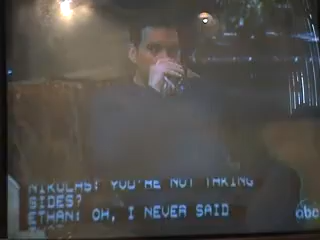 NIKOLAS: YOU'RE NOT TAKING
SIDES?
ETHAN: OH, I NEVER SAID
abc